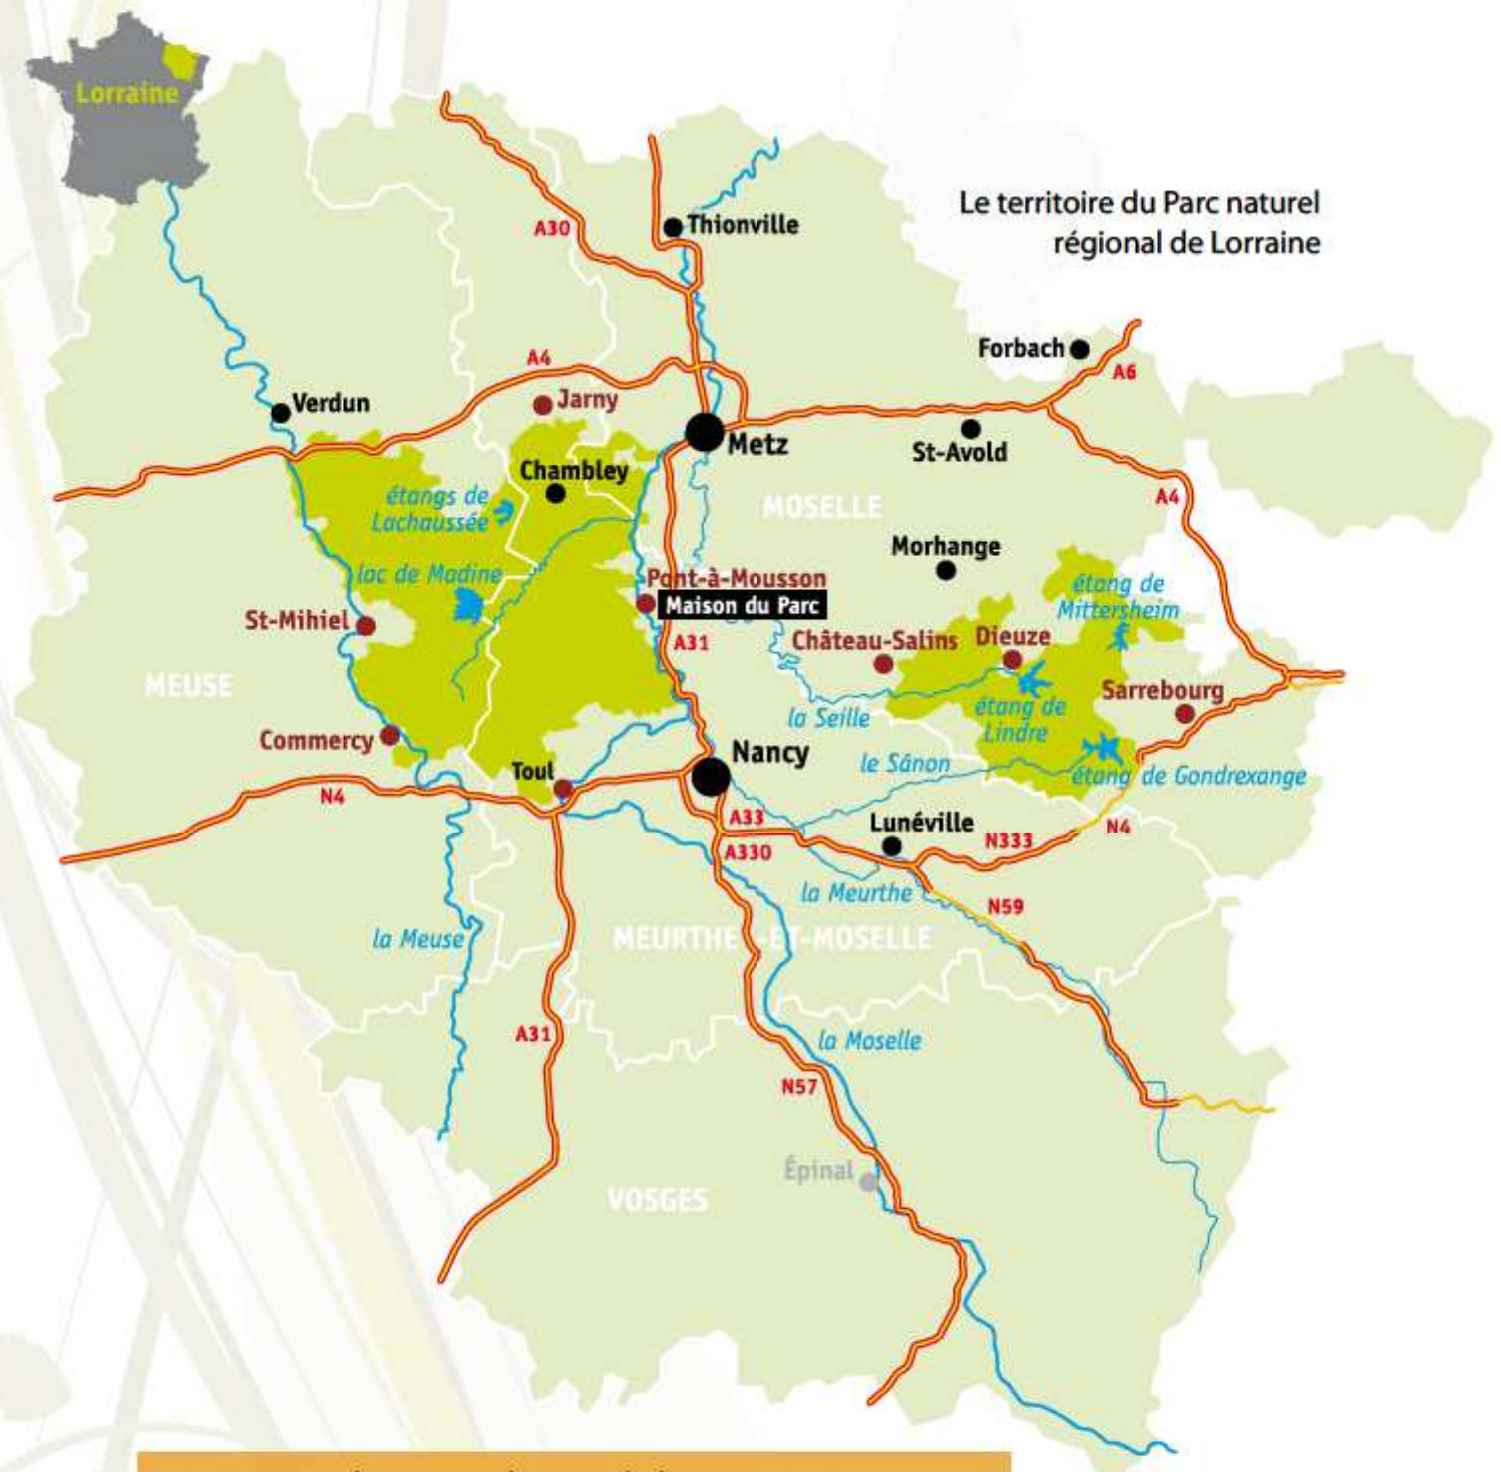 Lorraine
Le territoire du Parc naturel
régional de Lorraine
A30
Thionville
Forbach
A6
A4
Jarny
Verdun
Metz
St-Avold
Chambley
étangs de
Lachaussée
MOSELLE
A4
Morhange
lac de Madine
Pont-à-Mousson
Maison du Parc
étang de
Mittersheim
St-Mihiel
A31
Château-Salins
Dieuze
MEUSE
Sarrebourg
la Seille
étang de
Lindre
Commercy
Nancy
le Sânon
Toul
étang de Gondrexange
N4
A33
Lunéville
N333
N4
A330
la Meurthe
N59
la Meuse
MEURTHE-ET-MOSELLE
A31
la Moselle
N57
Épinal
VOSGES